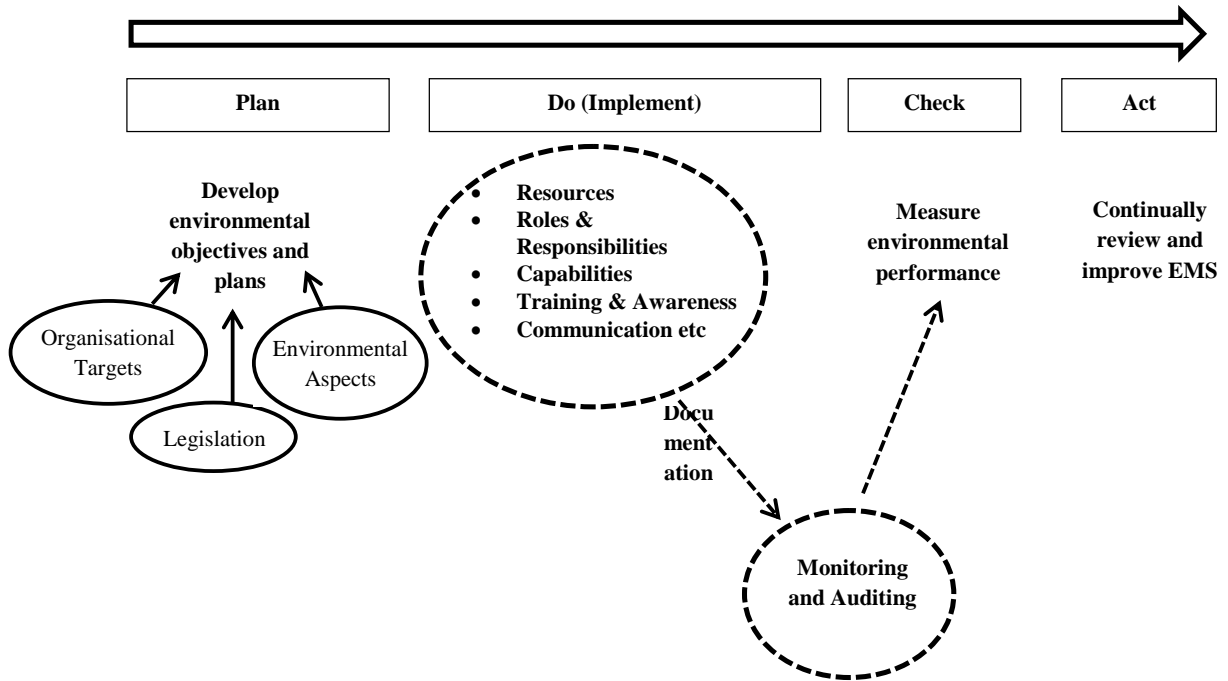 Plan
Do (Implement)
Check
Act
Develop
environmental
objectives and
plans
Organisational
Targets
Legislation
Environmental
Aspects
• Resources
• Roles &
Responsibilities
• Capabilities
• Training & Awareness
• Communication etc
Docu
ment
ation
Monitoring
and Auditing
Measure
environmental
performance
Continually
review and
improve EMS